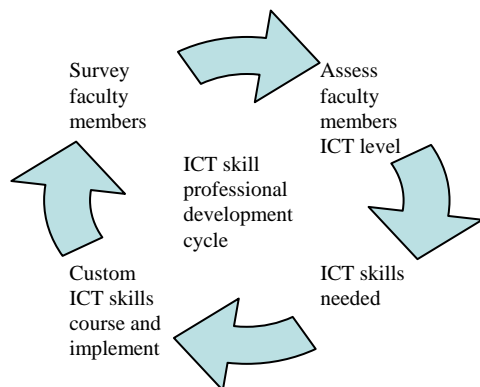 Survey
faculty
members
Assess
faculty
members
ICT level
ICT skill
professional
development
cycle
Custom
ICT skills
course and
implement
ICT skills
needed